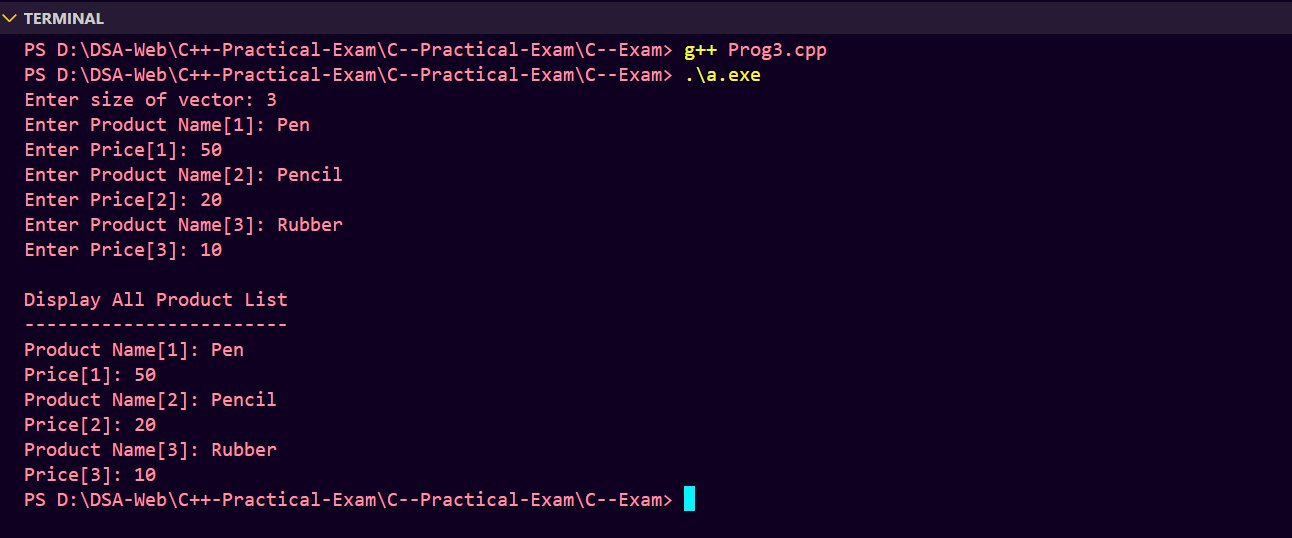 TERMINAL
PS D:\DSA-Web\C++-Practical-Exam\C--Practical-Exam\C--Exam> g++ Prog3.cpp
PS D:\DSA-Web\C++-Practical-Exam\C--Practical-Exam\C--Exam> .\a.exe
Enter size of vector: 3
Enter Product Name[1]: Pen
Enter Price[1]: 50
Enter Product Name[2]: Pencil
Enter Price[2]: 20
Enter Product Name[3]: Rubber
Enter Price[3]: 10
Display All Product List
------------------------
Product Name[1]: Pen
Price[1]: 50
Product Name[2]: Pencil
Price[2]: 20
Product Name[3]: Rubber
Price[3]: 10
PS D:\DSA-Web\C++-Practical-Exam\C--Practical-Exam\C--Exam>